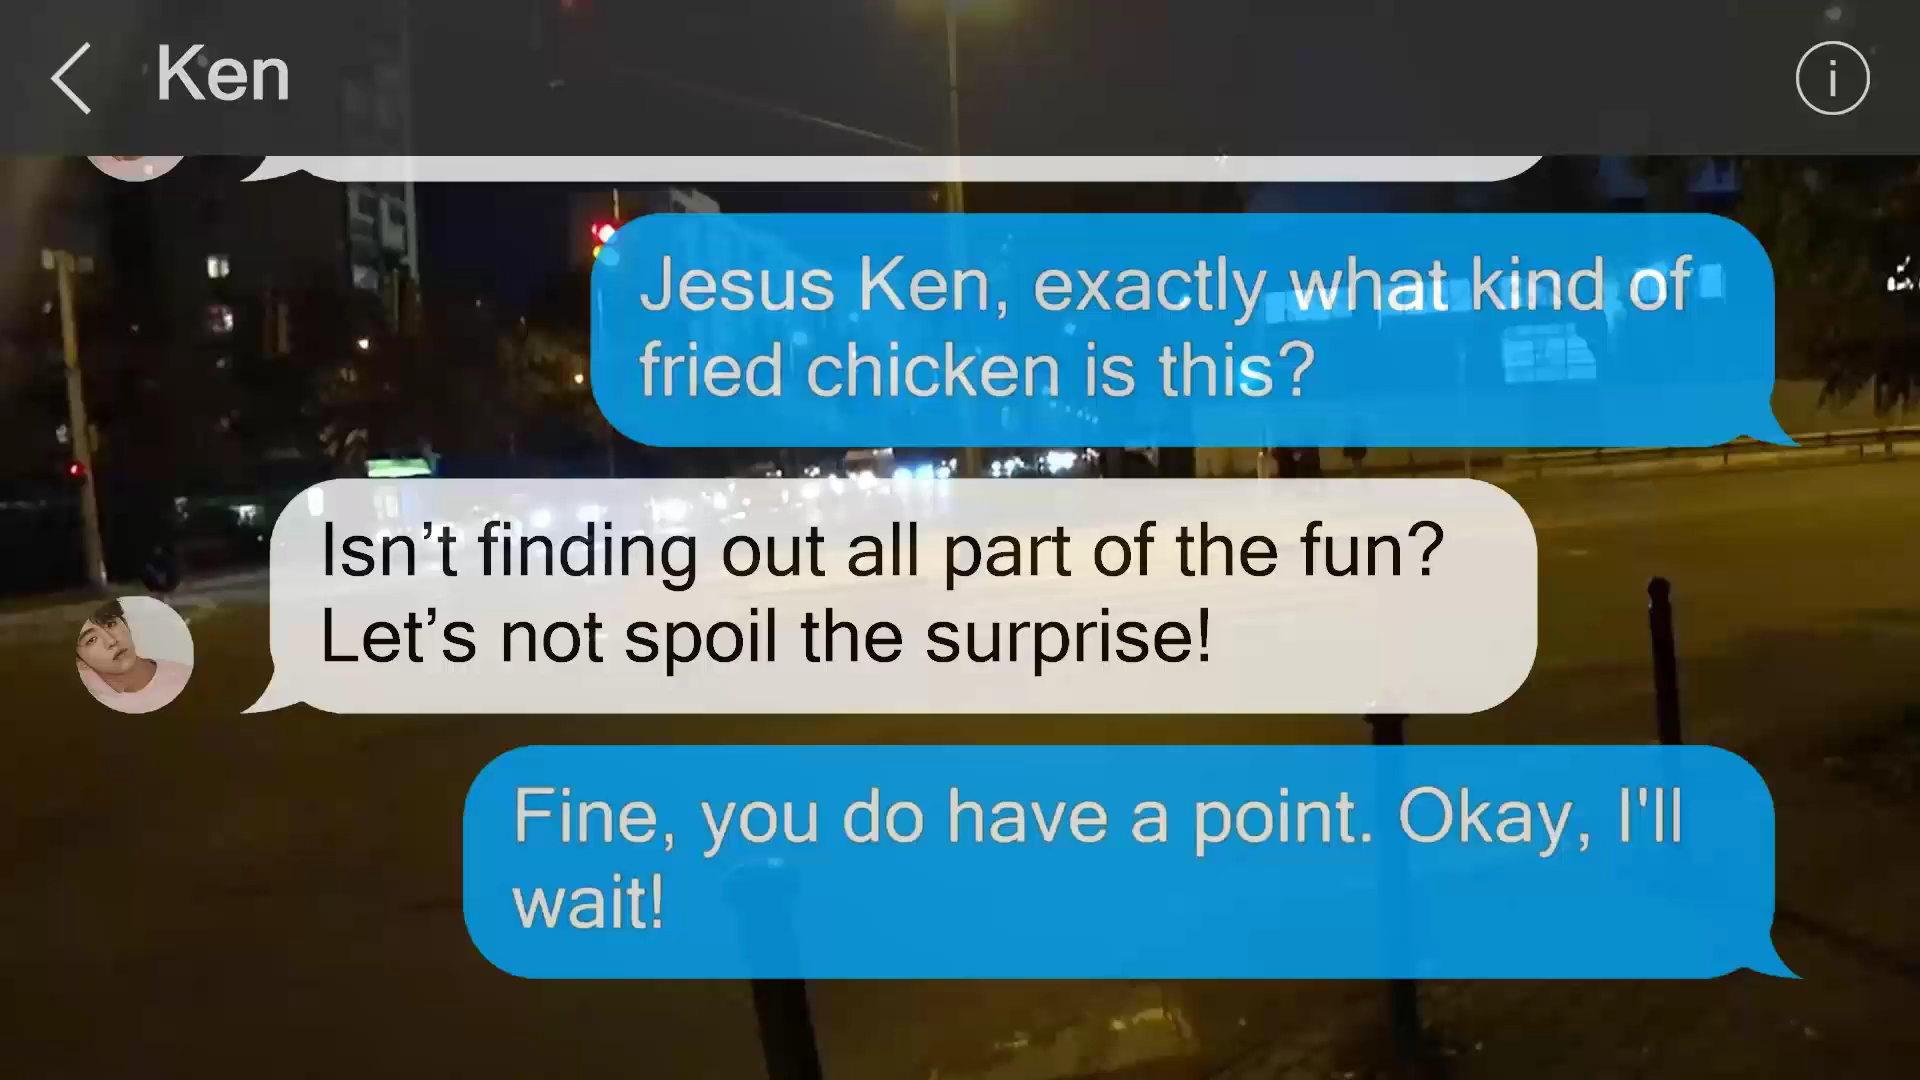 Ken
Jesus Ken, exactly what kind of
fried chicken is this?
Isn’t finding out all part of the fun?
Let’s not spoil the surprise!
Fine, you do have a point. Okay, I'll
wait!